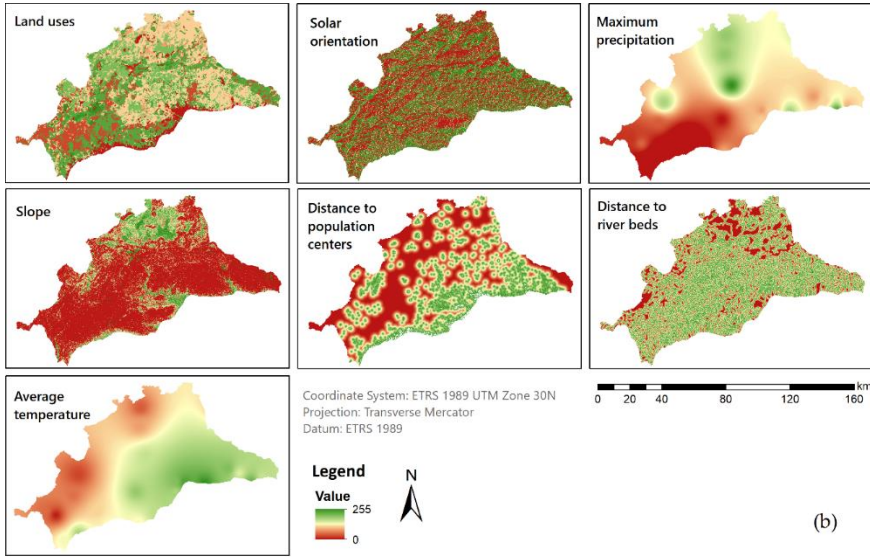 Land uses
Solar
orientation
Maximum
precipitation
Slope
Distance to
population
centers
Distance to
river beds
Average
temperature
Coordinate System: ETRS 1989 UTM Zone 30N
Projection: Transverse Mercator
Datum: ETRS 1989
km
0 20 40 80 120 160
Legend
Value
255
0
N
(b)